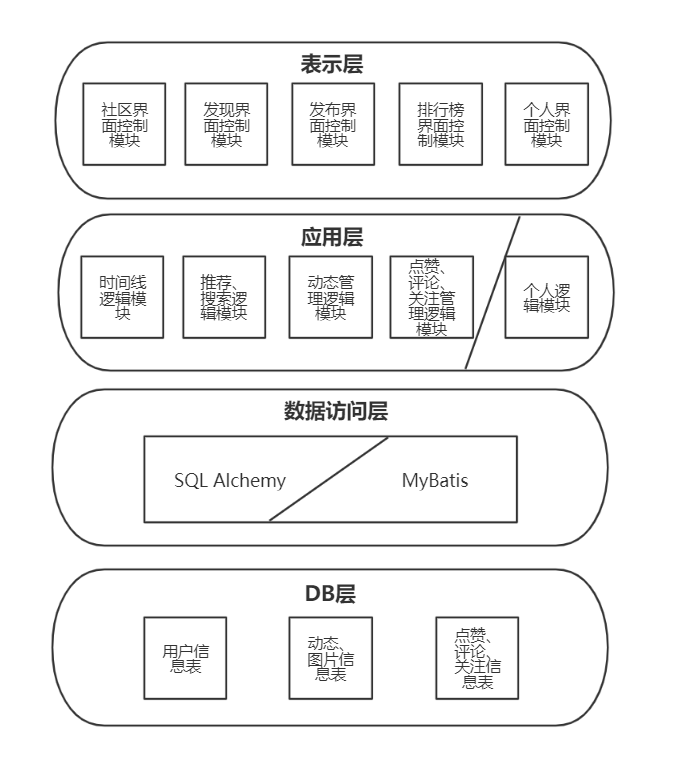 表示层
社区界
面控制
模块
发现界
面控制
模块
发布界
面控制
模块
排行榜
界面控
制模块
个人界
面控制
模块
应用层
时间线
逻辑模
块
推荐、
搜索逻
辑模块
动态管
理逻辑
模块
点赞、
评论、
关注管
理逻辑
模块
个人逻
辑模块
数据访问层
SQL Alchemy
MyBatis
DB层
用户信
息表
动态、
图片信
息表
点赞、
评论、
关注信
息表